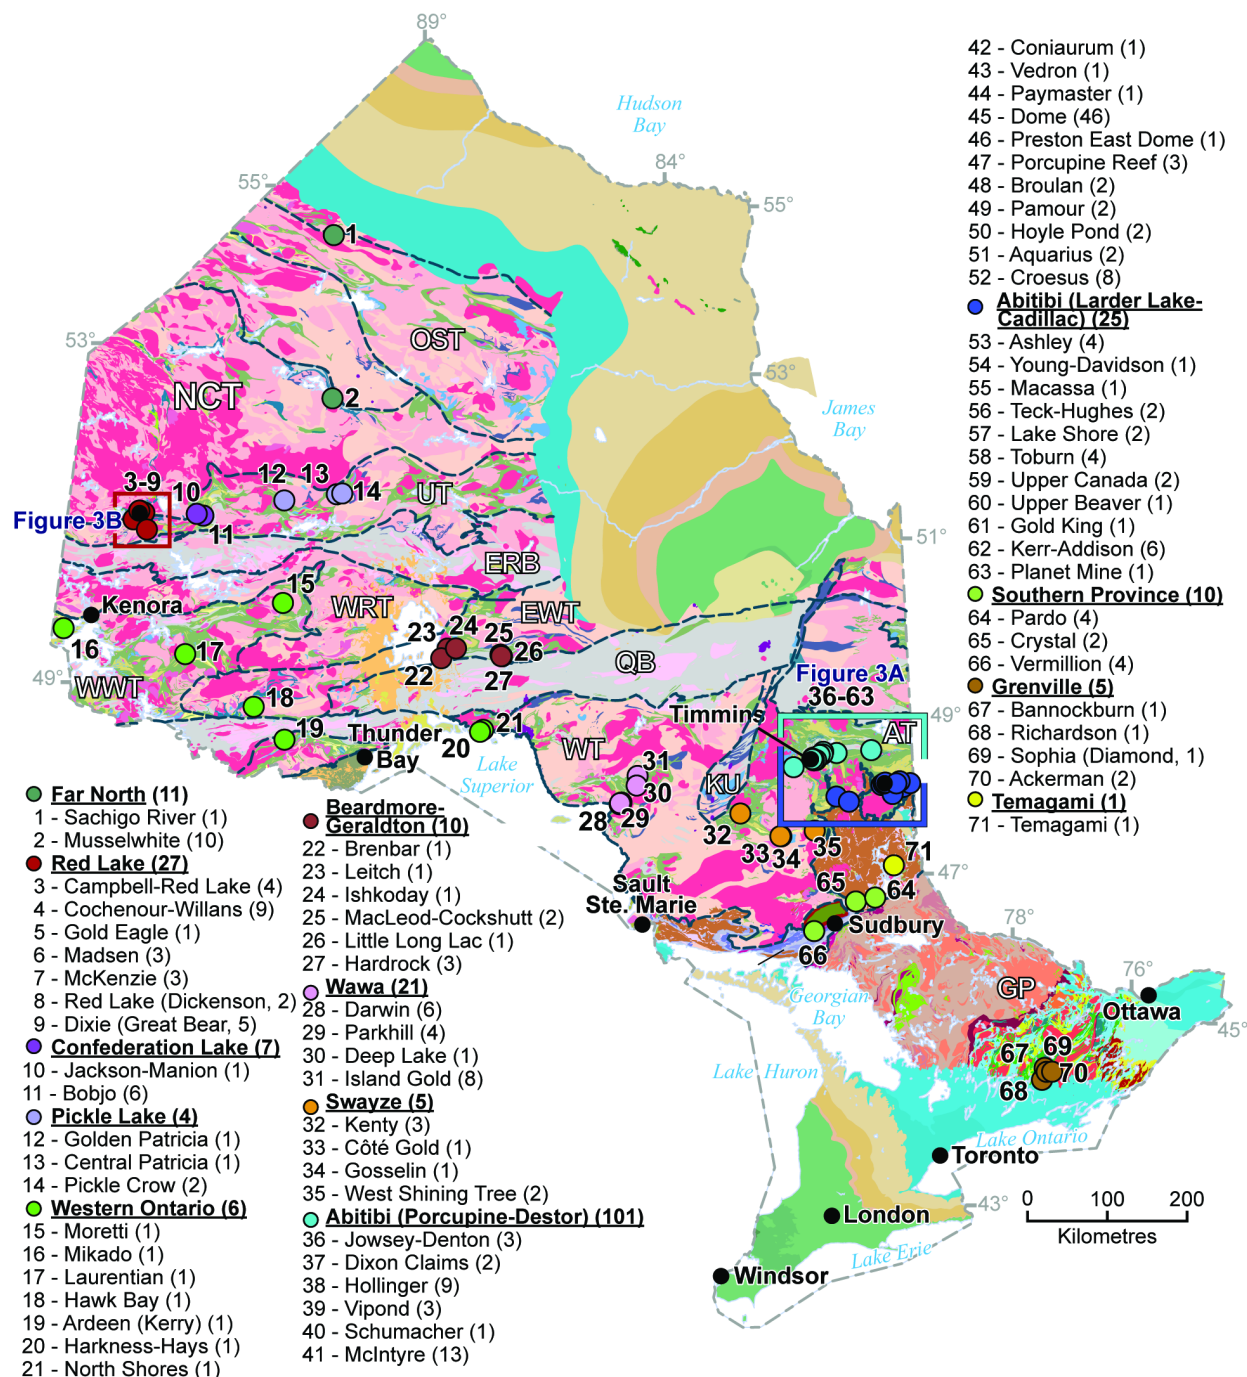 89°
Hudson
Bay
84°
55°
55°
1
OST
53°
53°
NCT
2
James
Bay
3-9
10
12
13
14
UT
Figure 3B
11
51°
ERB
15
Kenora
WRT
EWT
16
17
23
24
25
26
22
27
QB
Figure 3A
36-63
49°
WWT
18
Timmins
49°
19
Thunder
Bay
20
21
WT
AT
Lake
Superior
31
30
KU
28
29
32
33
34
35
71
47°
65
64
Sault
Ste. Marie
Sudbury
66
78°
Georgian
Bay
GP
76°
Ottawa
45°
Lake Huron
67
69
68
70
Lake Ontario
Toronto
43°
London
Lake Erie
Windsor
0 100 200
Kilometres
Far North (11)
1 - Sachigo River (1)
2 - Musselwhite (10)
Red Lake (27)
3 - Campbell-Red Lake (4)
4 - Cochenour-Willans (9)
5 - Gold Eagle (1)
6 - Madsen (3)
7 - McKenzie (3)
8 - Red Lake (Dickenson, 2)
9 - Dixie (Great Bear, 5)
Confederation Lake (7)
10 - Jackson-Manion (1)
11 - Bobjo (6)
Pickle Lake (4)
12 - Golden Patricia (1)
13 - Central Patricia (1)
14 - Pickle Crow (2)
Western Ontario (6)
15 - Moretti (1)
16 - Mikado (1)
17 - Laurentian (1)
18 - Hawk Bay (1)
19 - Ardeen (Kerry) (1)
20 - Harkness-Hays (1)
21 - North Shores (1)
Beardmore-
Geraldton (10)
22 - Brenbar (1)
23 - Leitch (1)
24 - Ishkoday (1)
25 - MacLeod-Cockshutt (2)
26 - Little Long Lac (1)
27 - Hardrock (3)
Wawa (21)
28 - Darwin (6)
29 - Parkhill (4)
30 - Deep Lake (1)
31 - Island Gold (8)
Swayze (5)
32 - Kenty (3)
33 - Côté Gold (1)
34 - Gosselin (1)
35 - West Shining Tree (2)
Abitibi (Porcupine-Destor) (101)
36 - Jowsey-Denton (3)
37 - Dixon Claims (2)
38 - Hollinger (9)
39 - Vipond (3)
40 - Schumacher (1)
41 - McIntyre (13)
42 - Coniaurum (1)
43 - Vedron (1)
44 - Paymaster (1)
45 - Dome (46)
46 - Preston East Dome (1)
47 - Porcupine Reef (3)
48 - Broulan (2)
49 - Pamour (2)
50 - Hoyle Pond (2)
51 - Aquarius (2)
52 - Croesus (8)
Abitibi (Larder Lake-
Cadillac) (25)
53 - Ashley (4)
54 - Young-Davidson (1)
55 - Macassa (1)
56 - Teck-Hughes (2)
57 - Lake Shore (2)
58 - Toburn (4)
59 - Upper Canada (2)
60 - Upper Beaver (1)
61 - Gold King (1)
62 - Kerr-Addison (6)
63 - Planet Mine (1)
Southern Province (10)
64 - Pardo (4)
65 - Crystal (2)
66 - Vermillion (4)
Grenville (5)
67 - Bannockburn (1)
68 - Richardson (1)
69 - Sophia (Diamond, 1)
70 - Ackerman (2)
Temagami (1)
71 - Temagami (1)